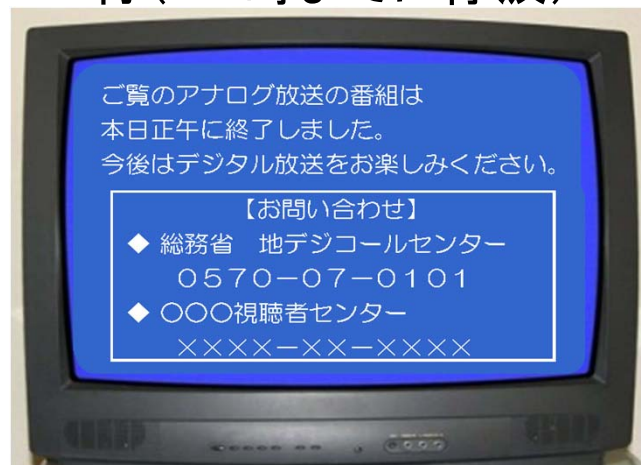 ご覧のアナログ放送の番組は
本日正午に終了しました。
今後はデジタル放送をお楽しみください。
【お問い合わせ】
◆ 総務省　地デジコールセンター
０５７０－０７－０１０１
◆ 〇〇〇視聴者センター
××××－××－××××